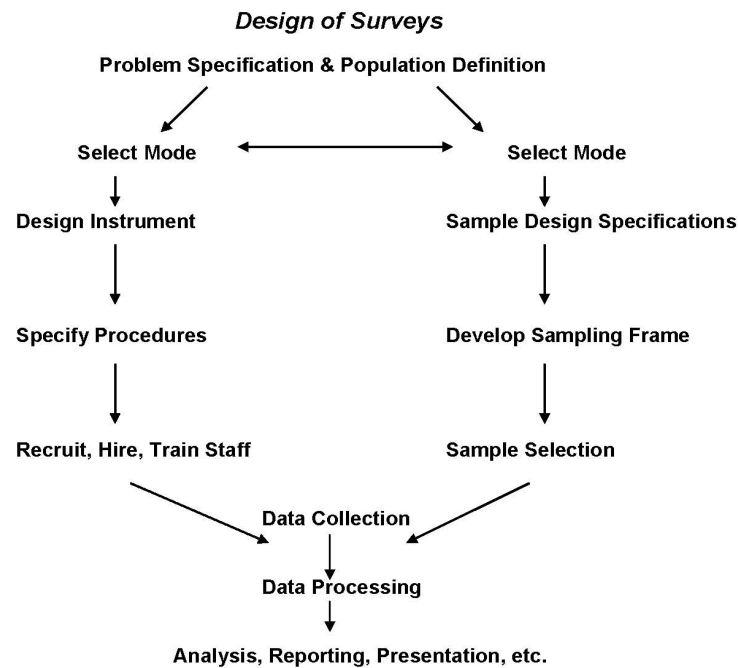 Design of Surveys
Problem Specification & Population Definition
Select Mode
Select Mode
Design Instrument
Sample Design Specifications
Specify Procedures
Develop Sampling Frame
Recruit, Hire, Train Staff
Sample Selection
Data Collection
Data Processing
Analysis, Reporting, Presentation, etc.